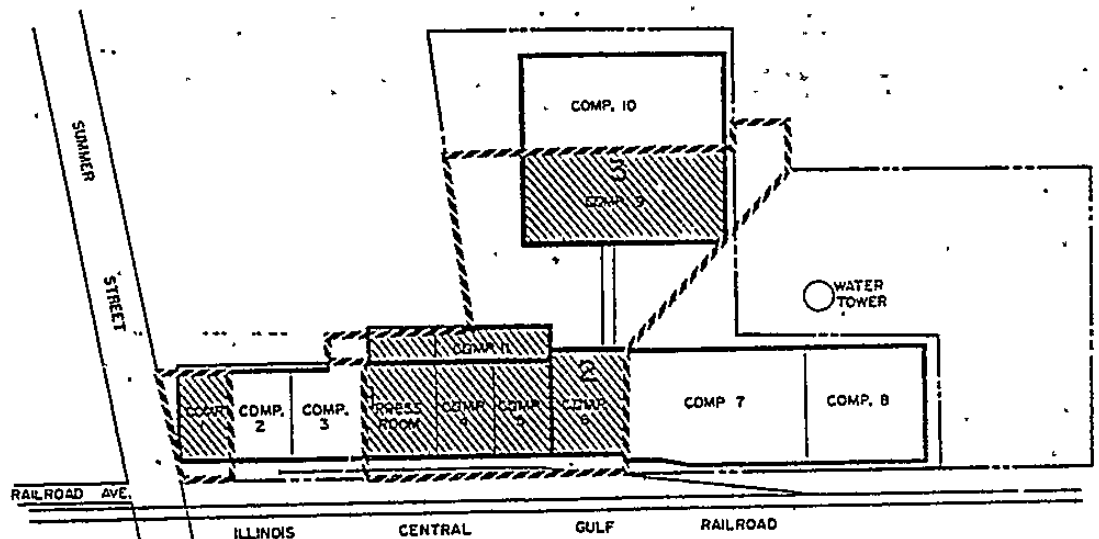 COMP. 10
3
COMP. 9
SUMMER
STREET
WATER
TOWER
COMP. 11
2
COMP.
1
COMP.
2
COMP.
3
PRESS
ROOM
COMP.
4
COMP.
5
COMP.
6
COMP 7
COMP. 8
RAILROAD AVE.
ILLINOIS
CENTRAL
GULF
RAILROAD